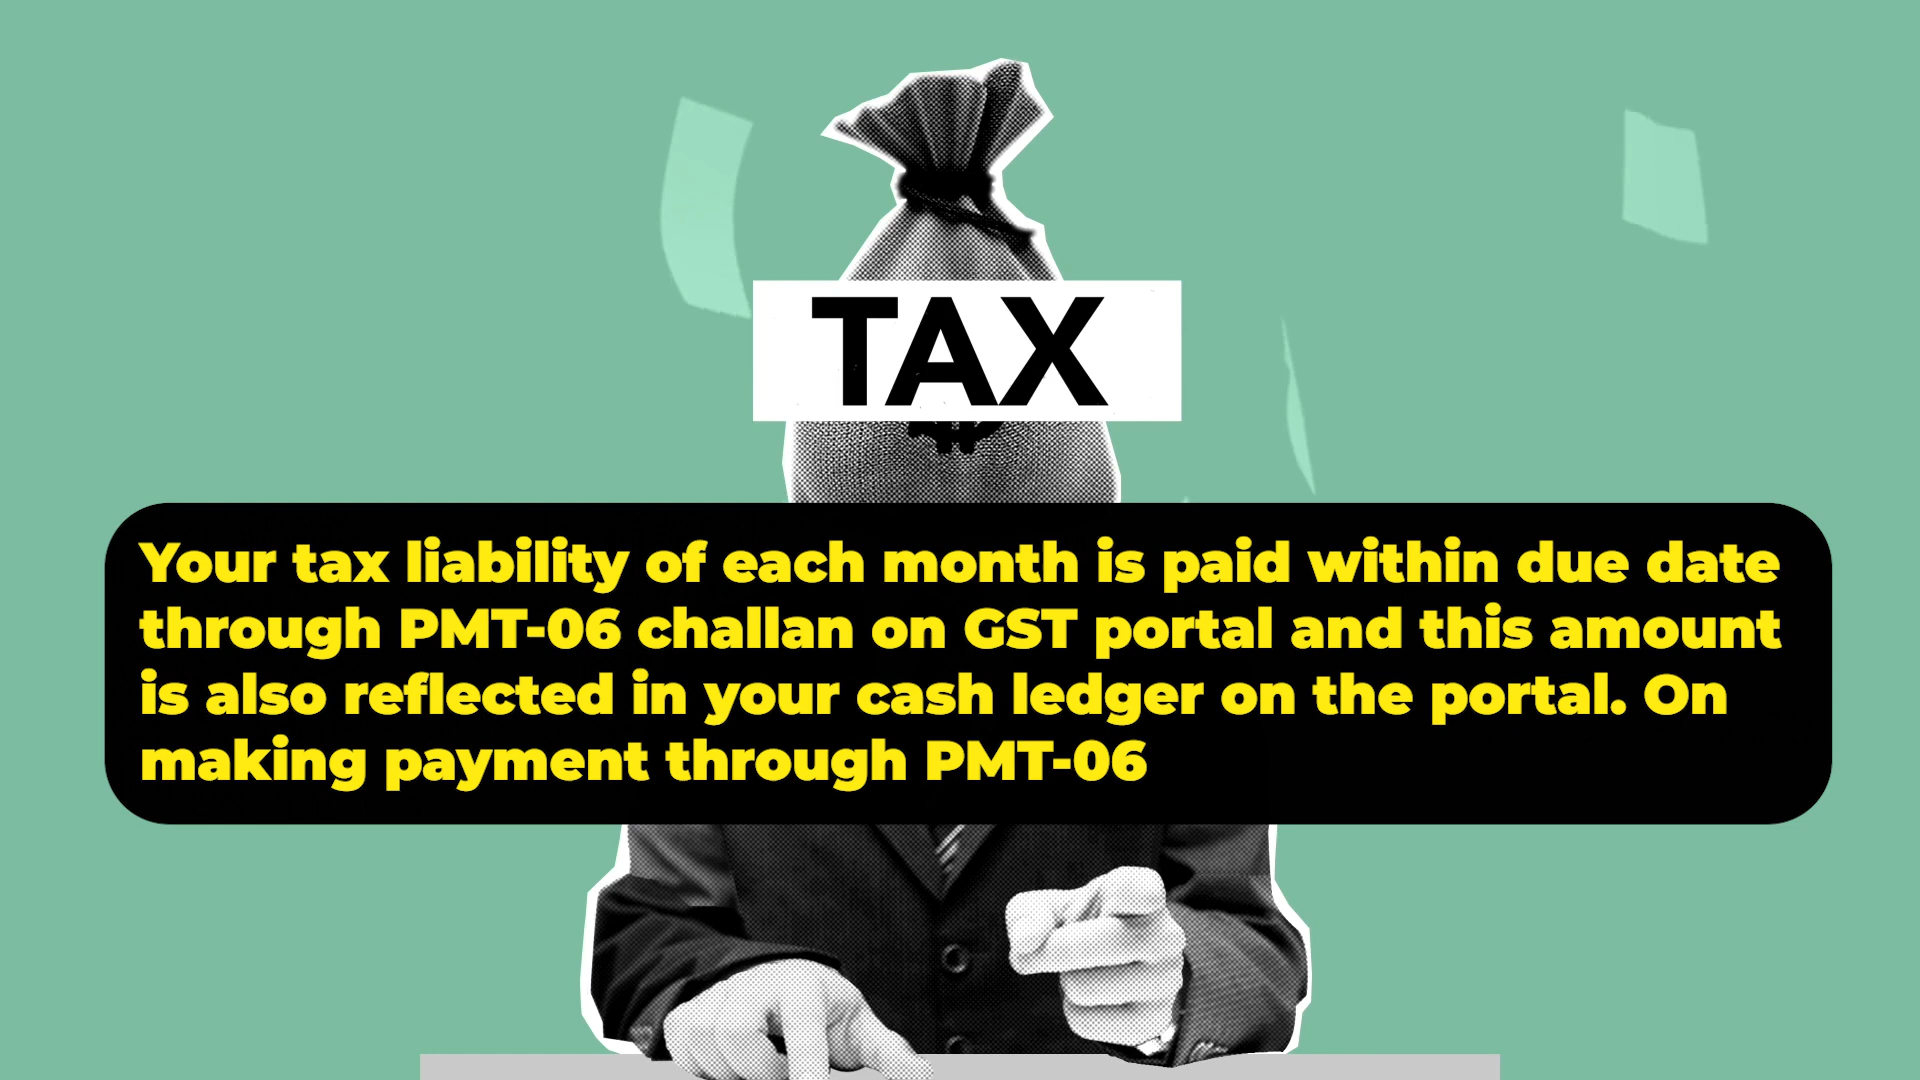 TAX
Your tax liability of each month is paid within due date
through PMT-06 challan on GST portal and this amount
is also reflected in your cash ledger on the portal. On
making payment through PMT-06